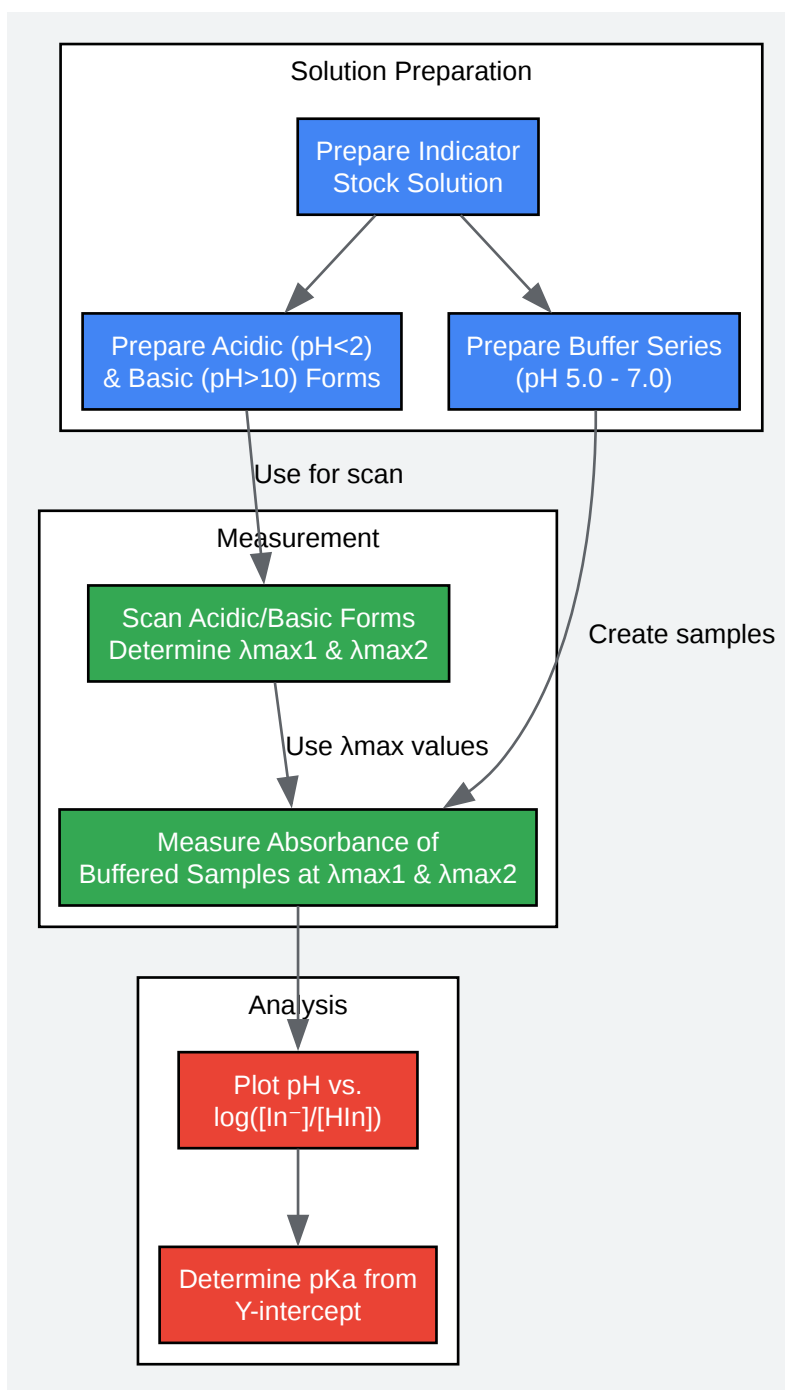 Solution Preparation
Prepare Indicator
Stock Solution
Prepare Acidic (pH<2)
& Basic (pH>10) Forms
Prepare Buffer Series
(pH 5.0 - 7.0)
Use for scan
Measurement
Scan Acidic/Basic Forms
Determine λmax1 & λmax2
Create samples
Use λmax values
Measure Absorbance of
Buffered Samples at λmax1 & λmax2
Analysis
Plot pH vs.
log([In⁻]/[HIn])
Determine pKa from
Y-intercept